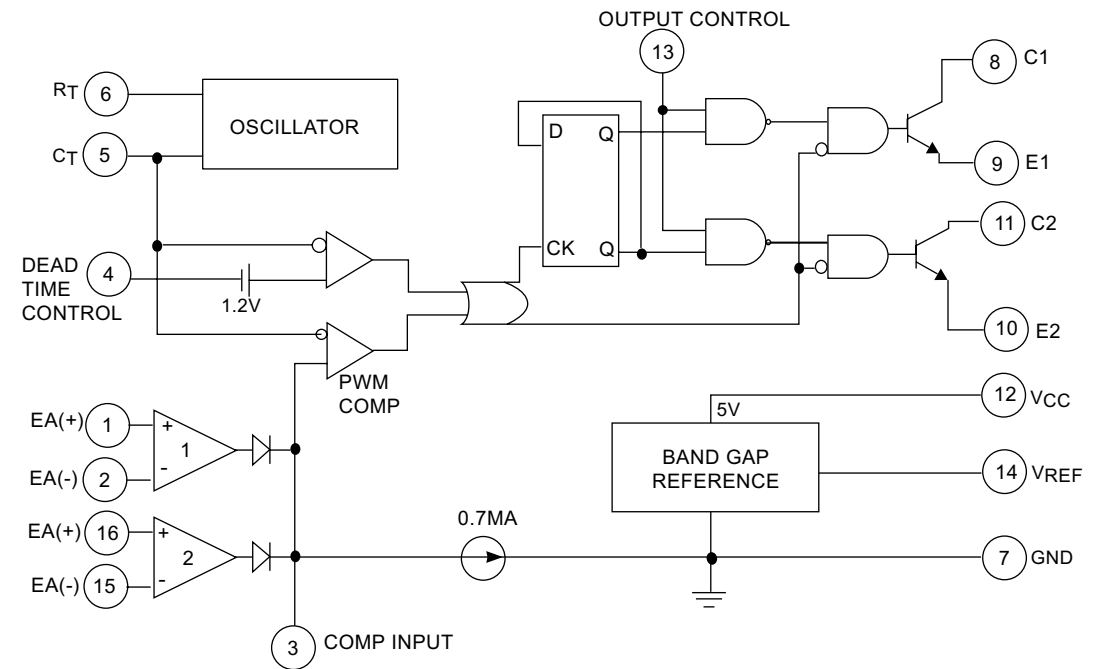 OUTPUT CONTROL
13
8 C1
RT 6
OSCILLATOR
CT 5
D Q
9 E1
CK Q
11 C2
DEAD
TIME
CONTROL
4
1.2V
10 E2
PWM
COMP
12 VCC
5V
EA(+) 1
+
1
-
EA(-) 2
BAND GAP
REFERENCE
14 VREF
EA(+) 16
+
2
-
EA(-) 15
0.7MA
7 GND
3 COMP INPUT